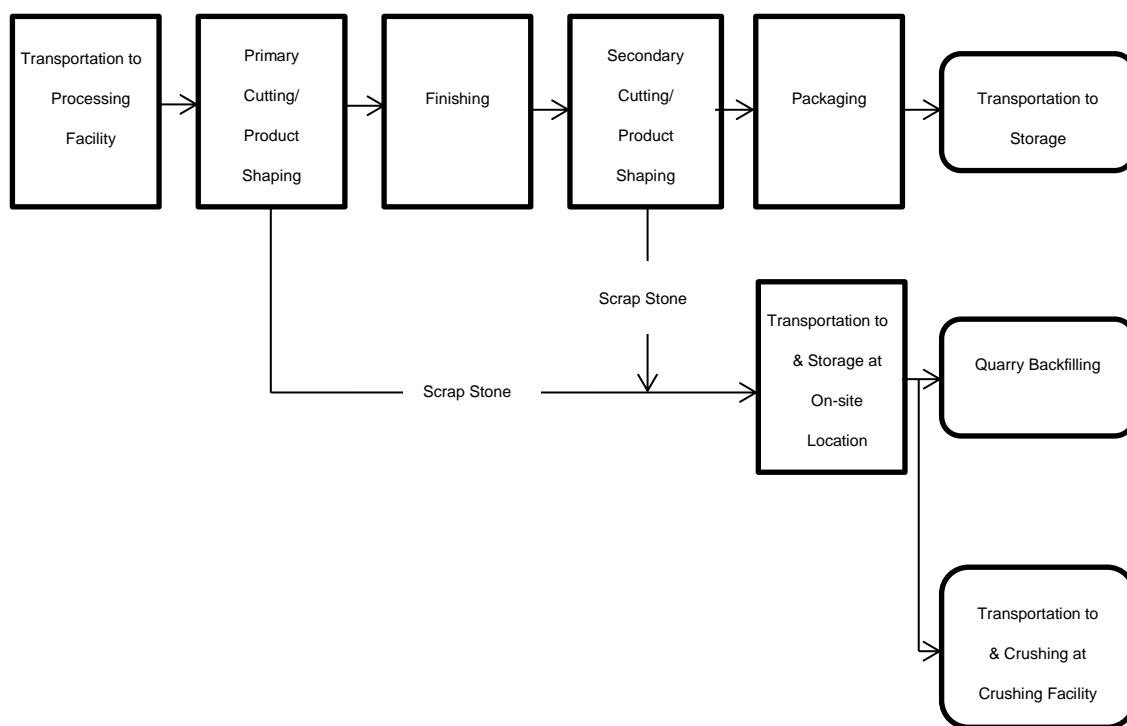 Transportation to
Processing
Facility
Primary
Cutting/
Product
Shaping
Finishing
Secondary
Cutting/
Product
Shaping
Packaging
Transportation to
Storage
Scrap Stone
Scrap Stone
Transportation to
& Storage at
On-site
Location
Quarry Backfilling
Transportation to
& Crushing at
Crushing Facility